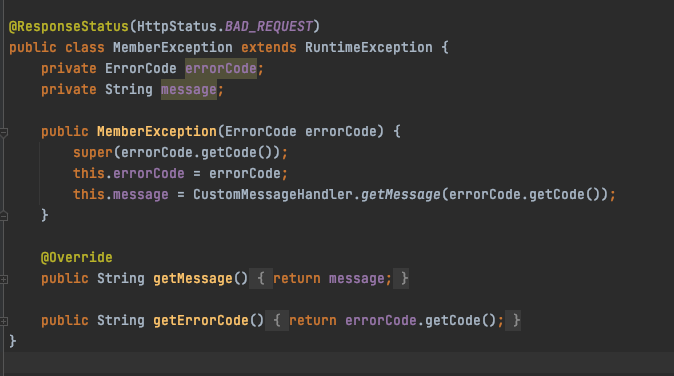 @ResponseStatus(HttpStatus.BAD_REQUEST)
public class MemberException extends RuntimeException {
    private ErrorCode errorCode;
    private String message;

    public MemberException(ErrorCode errorCode) {
        super(errorCode.getCode());
        this.errorCode = errorCode;
        this.message = CustomMessageHandler.getMessage(errorCode.getCode());
    }

    @Override
    public String getMessage() { return message; }

    public String getErrorCode() { return errorCode.getCode(); }
}